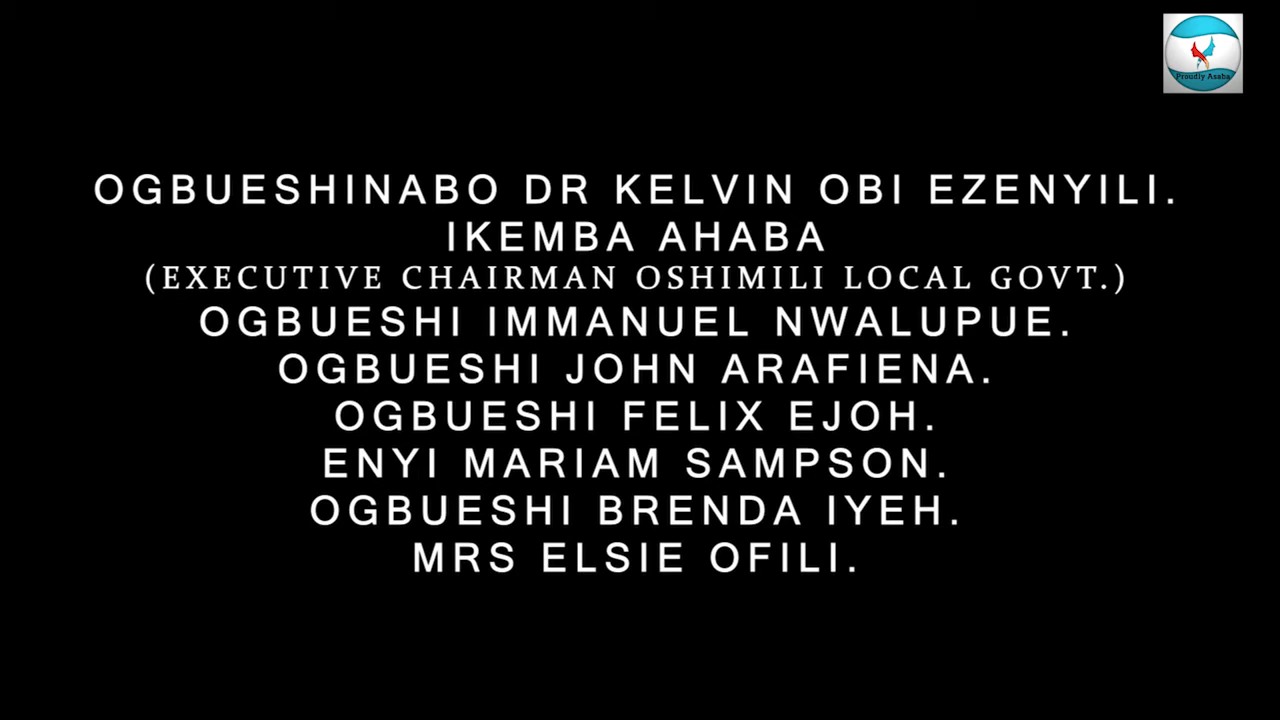 Proudly Asaba
OGBUESHINABO DR KELVIN OBI EZENYILI.
IKEMBA AHABA
(EXECUTIVE CHAIRMAN OSHIMILI LOCAL GOVT.)
OGBUESHI IMMANUEL NWALUPUE.
OGBUESHI JOHN ARAFIENA.
OGBUESHI FELIX EJOH.
ENYI MARIAM SAMPSON.
OGBUESHI BRENDA IYEH.
MRS ELSIE OFILI.